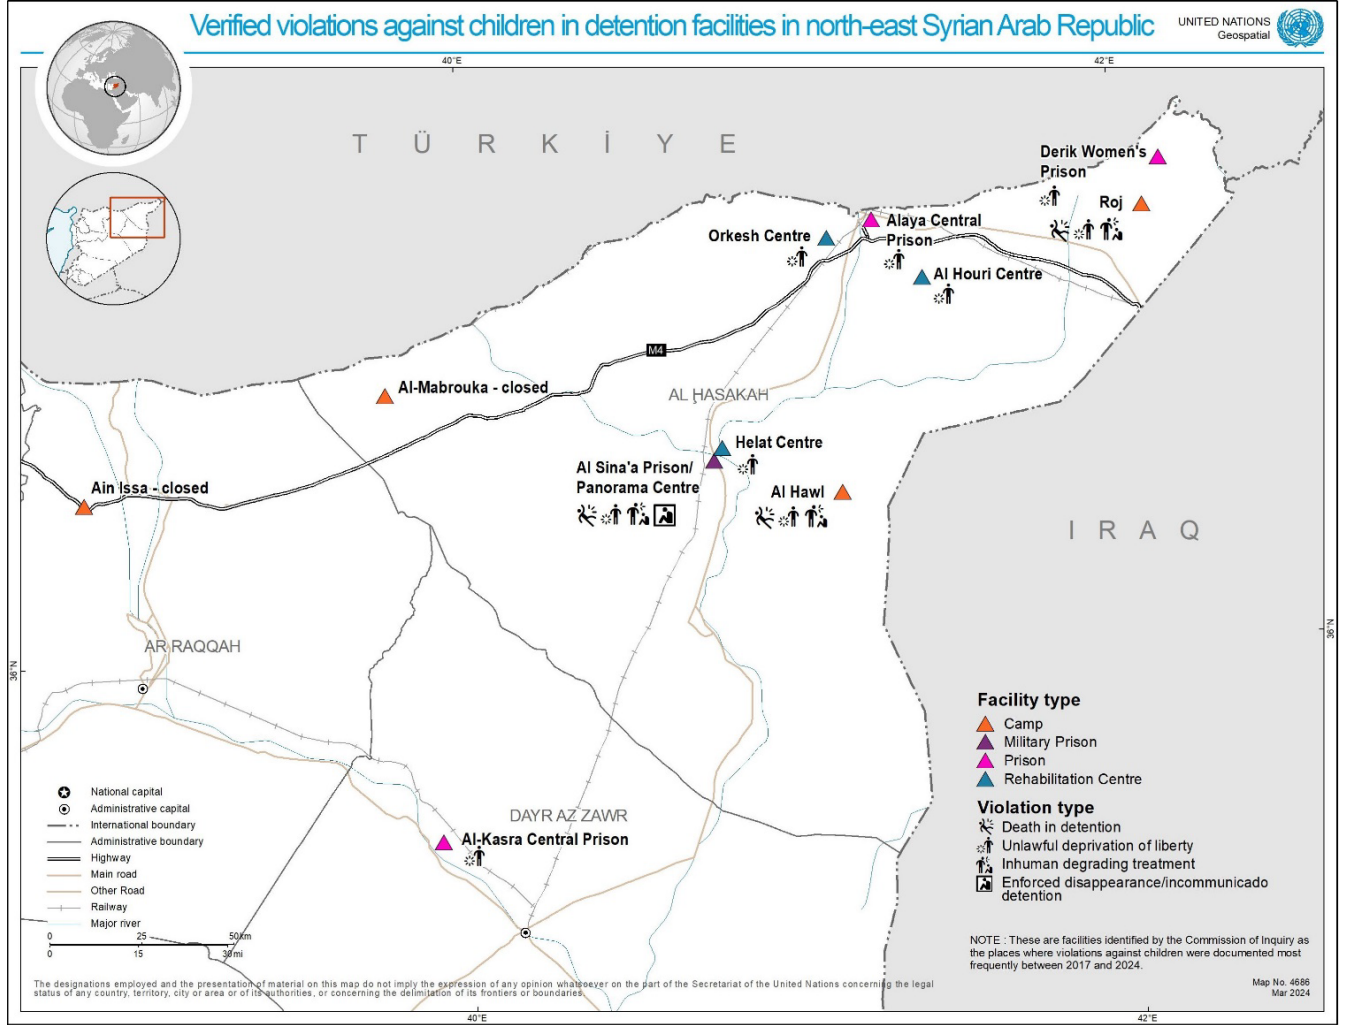 Verified violations against children in detention facilities in north-east Syrian Arab Republic
UNITED NATIONS
Geospatial
40°E
42°E
TÜRKİYE
Derik Women's
Prison
Roj
Alaya Central
Prison
Orkesh Centre
Al Houri Centre
M4
Al-Mabrouka - closed
AL ḨASAKAH
Helat Centre
Al Sina'a Prison/
Panorama Centre
Al Hawl
Ain Issa - closed
IRAQ
36°N
36°N
AR RAQQAH
DAYR AZ ZAWR
Al-Kasra Central Prison
National capital
Administrative capital
International boundary
Administrative boundary
Highway
Main road
Other Road
Railway
Major river
0 25 50km
0 15 30mi
Facility type
Camp
Military Prison
Prison
Rehabilitation Centre
Violation type
Death in detention
Unlawful deprivation of liberty
Inhuman degrading treatment
Enforced disappearance/incommunicado
detention
NOTE : These are facilities identified by the Commission of Inquiry as
the places where violations against children were documented most
frequently between 2017 and 2024.
The designations employed and the presentation of material on this map do not imply the expression of any opinion whatsoever on the part of the Secretariat of the United Nations concerning the legal
status of any country, territory, city or area or of its authorities, or concerning the delimitation of its frontiers or boundaries.
Map No. 4686
Mar 2024
40°E
42°E